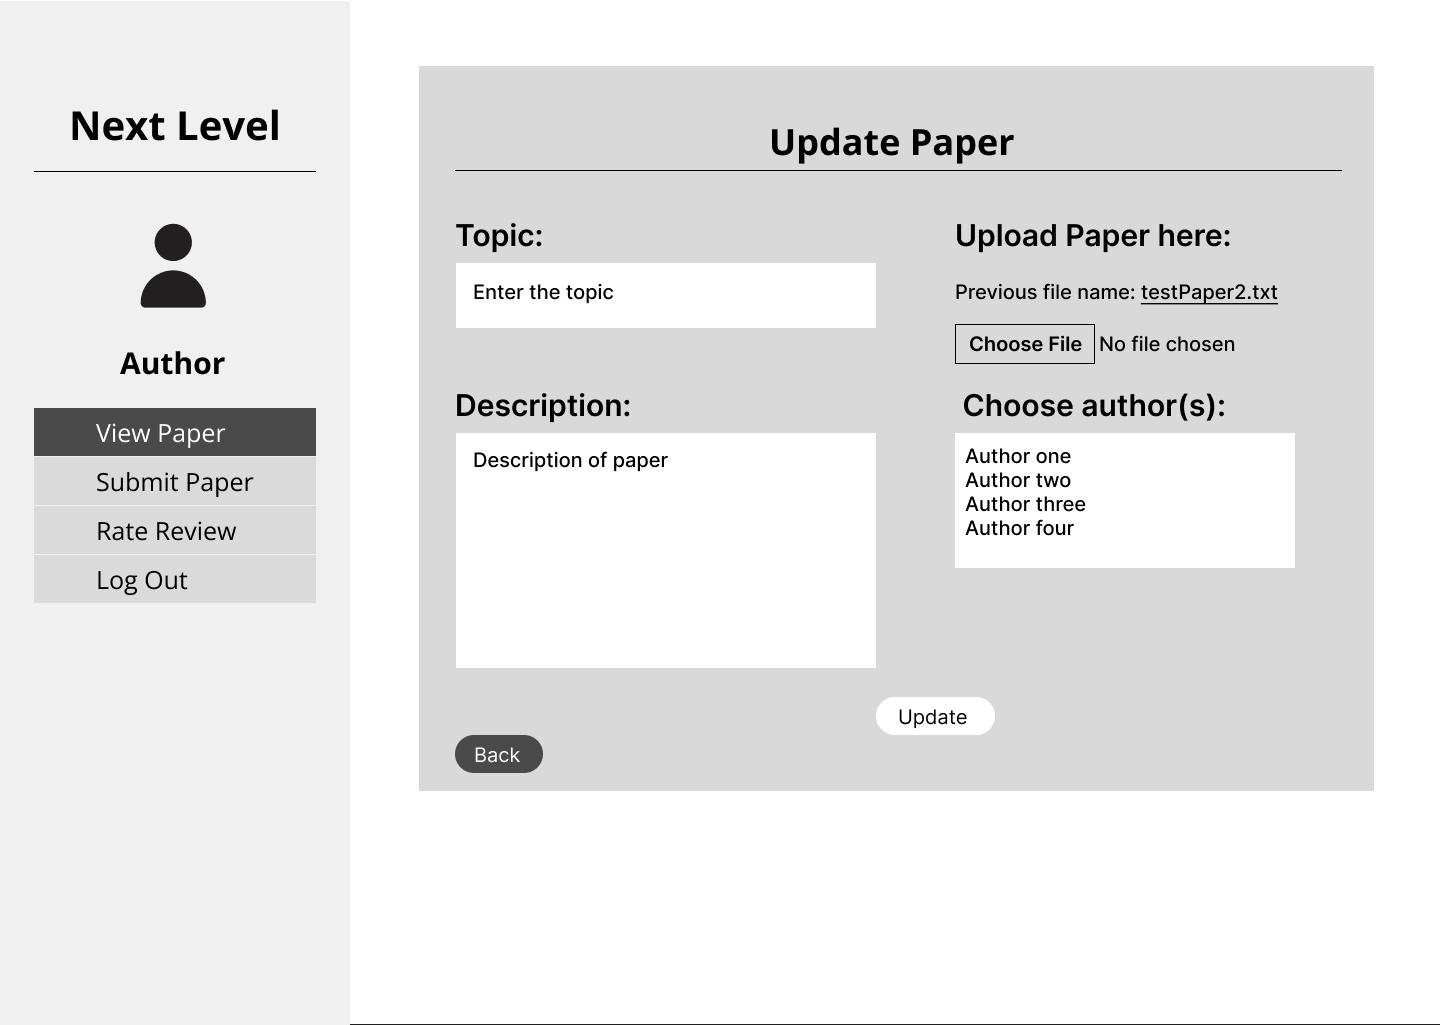 Next Level
Author
View Paper
Submit Paper
Rate Review
Log Out
Update Paper
Topic:
Enter the topic
Upload Paper here:
Previous file name: testPaper2.txt
Choose File No file chosen
Description:
Description of paper
Choose author(s):
Author one
Author two
Author three
Author four
Update
Back